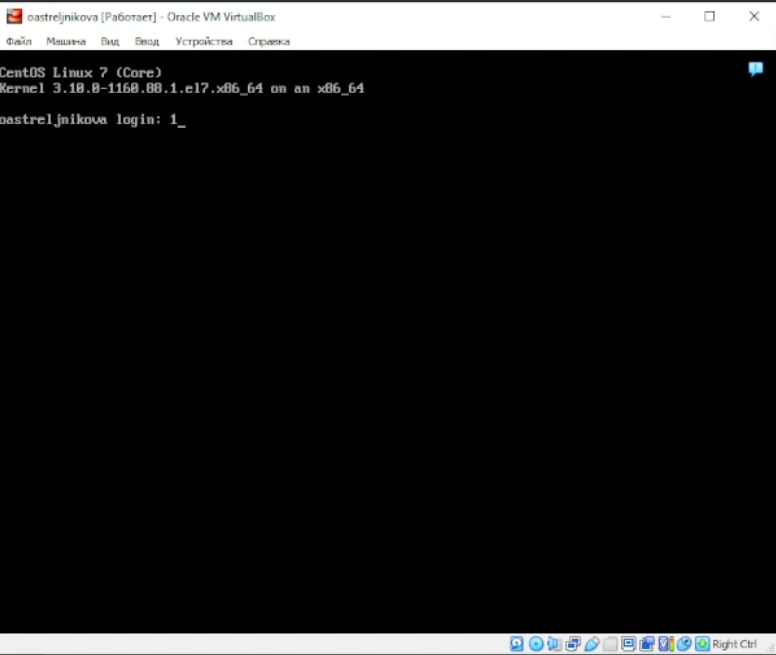 oastreljnikova [Работает] - Oracle VM VirtualBox
Файл Машина Вид Ввод Устройства Справка
CentOS Linux 7 (Core)
Kernel 3.10.0-1160.88.1.el7.x86_64 on an x86_64
oastreljnikova login: 1_
Right Ctrl